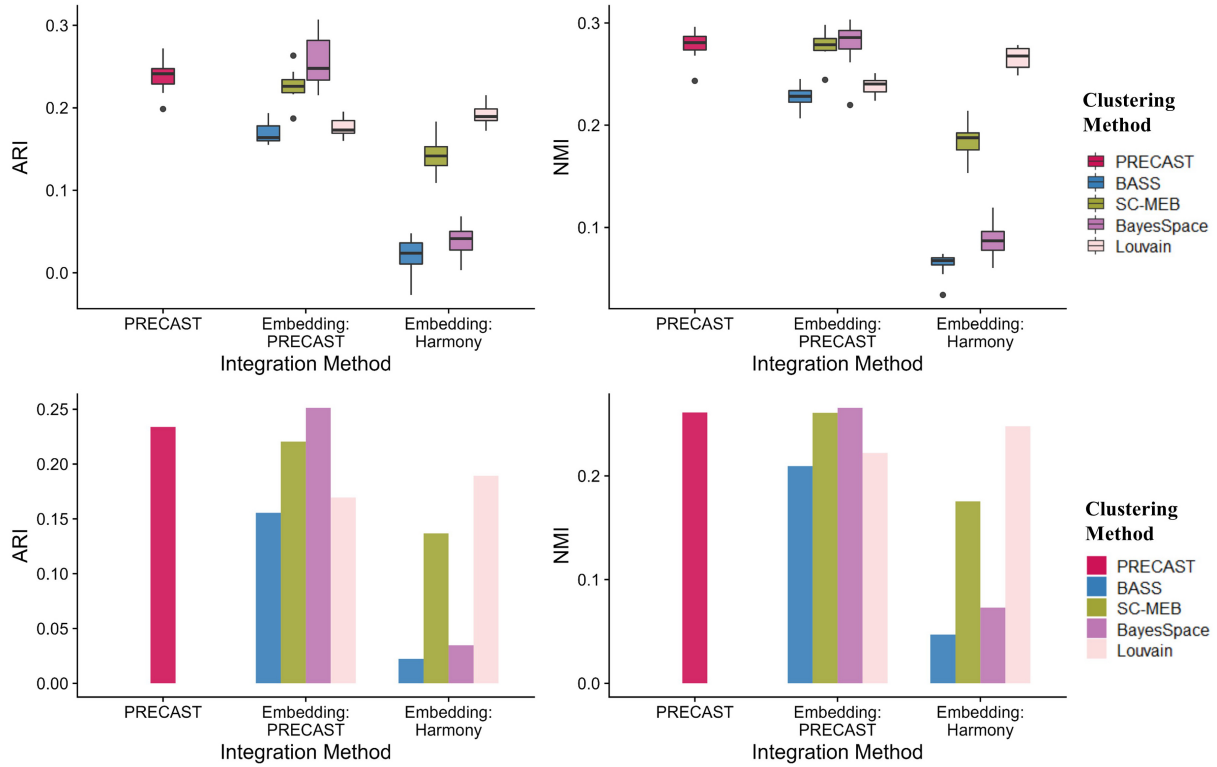 ARI
0.3
0.2
0.1
0.0
PRECAST
Embedding:
PRECAST
Embedding:
Harmony
Integration Method
NMI
0.3
0.2
0.1
PRECAST
Embedding:
PRECAST
Embedding:
Harmony
Integration Method
Clustering
Method
PRECAST
BASS
SC-MEB
BayesSpace
Louvain
ARI
0.25
0.20
0.15
0.10
0.05
0.00
PRECAST
Embedding:
PRECAST
Embedding:
Harmony
Integration Method
NMI
0.2
0.1
0.0
PRECAST
Embedding:
PRECAST
Embedding:
Harmony
Integration Method
Clustering
Method
PRECAST
BASS
SC-MEB
BayesSpace
Louvain